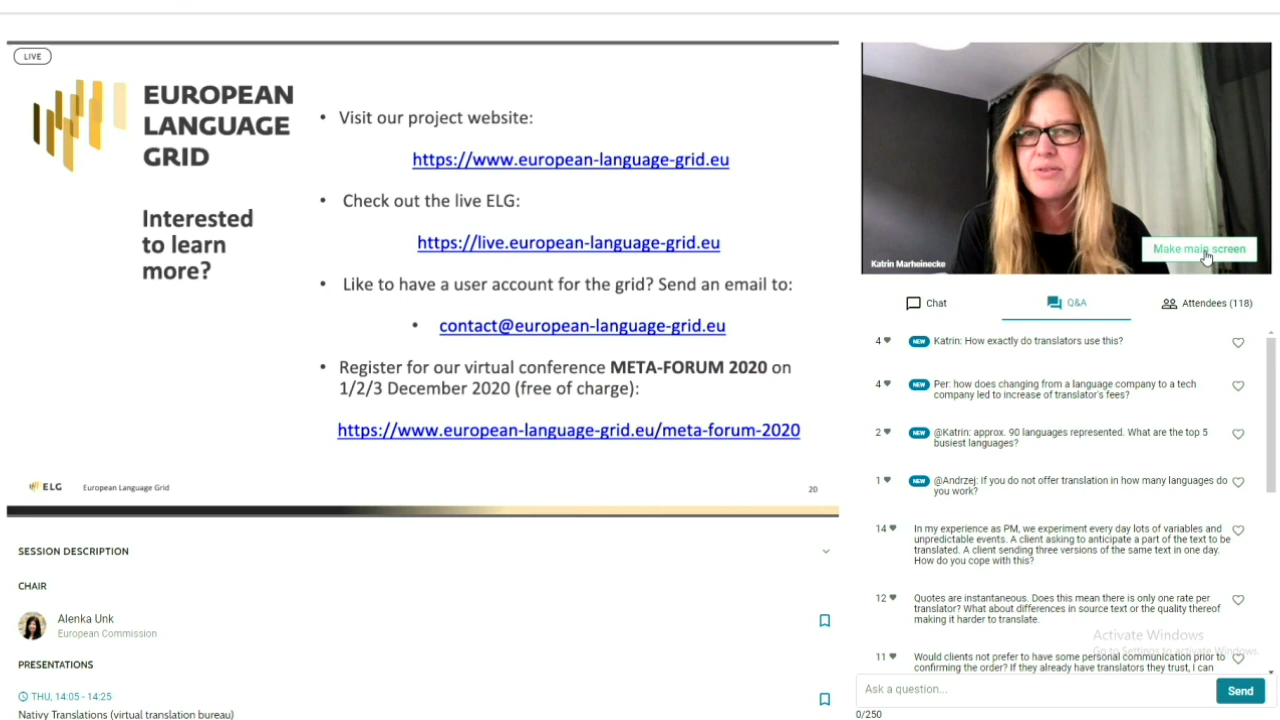 LIVE
EUROPEAN
LANGUAGE
GRID
Interested
to learn
more?
• Visit our project website:
https://www.european-language-grid.eu
• Check out the live ELG:
https://live.european-language-grid.eu
• Like to have a user account for the grid? Send an email to:
• contact@european-language-grid.eu
• Register for our virtual conference META-FORUM 2020 on
1/2/3 December 2020 (free of charge):
https://www.european-language-grid.eu/meta-forum-2020
ELG European Language Grid
20
SESSION DESCRIPTION
CHAIR
Alenka Unk
European Commission
PRESENTATIONS
THU, 14:05 - 14:25
Nativy Translations (virtual translation bureau)
Make main screen
Katrin Marheinecke
Chat Q&A Attendees (118)
4 NEW Katrin: How exactly do translators use this?
4 NEW Per: how does changing from a language company to a tech
company led to increase of translator's fees?
2 NEW @Katrin: approx. 90 languages represented. What are the top 5
busiest languages?
1 NEW @Andrzej: If you do not offer translation in how many languages do
you work?
14 In my experience as PM, we experiment every day lots of variables and
unpredictable events. A client asking to anticipate a part of the text to be
translated. A client sending three versions of the same text in one day.
How do you cope with this?
12 Quotes are instantaneous. Does this mean there is only one rate per
translator? What about differences in source text or the quality thereof
making it harder to translate.
Activate Windows
Go to Settings to activate Windows.
11 Would clients not prefer to have some personal communication prior to
confirming the order? If they already have translators they trust, I can
Ask a question...
Send
0/250